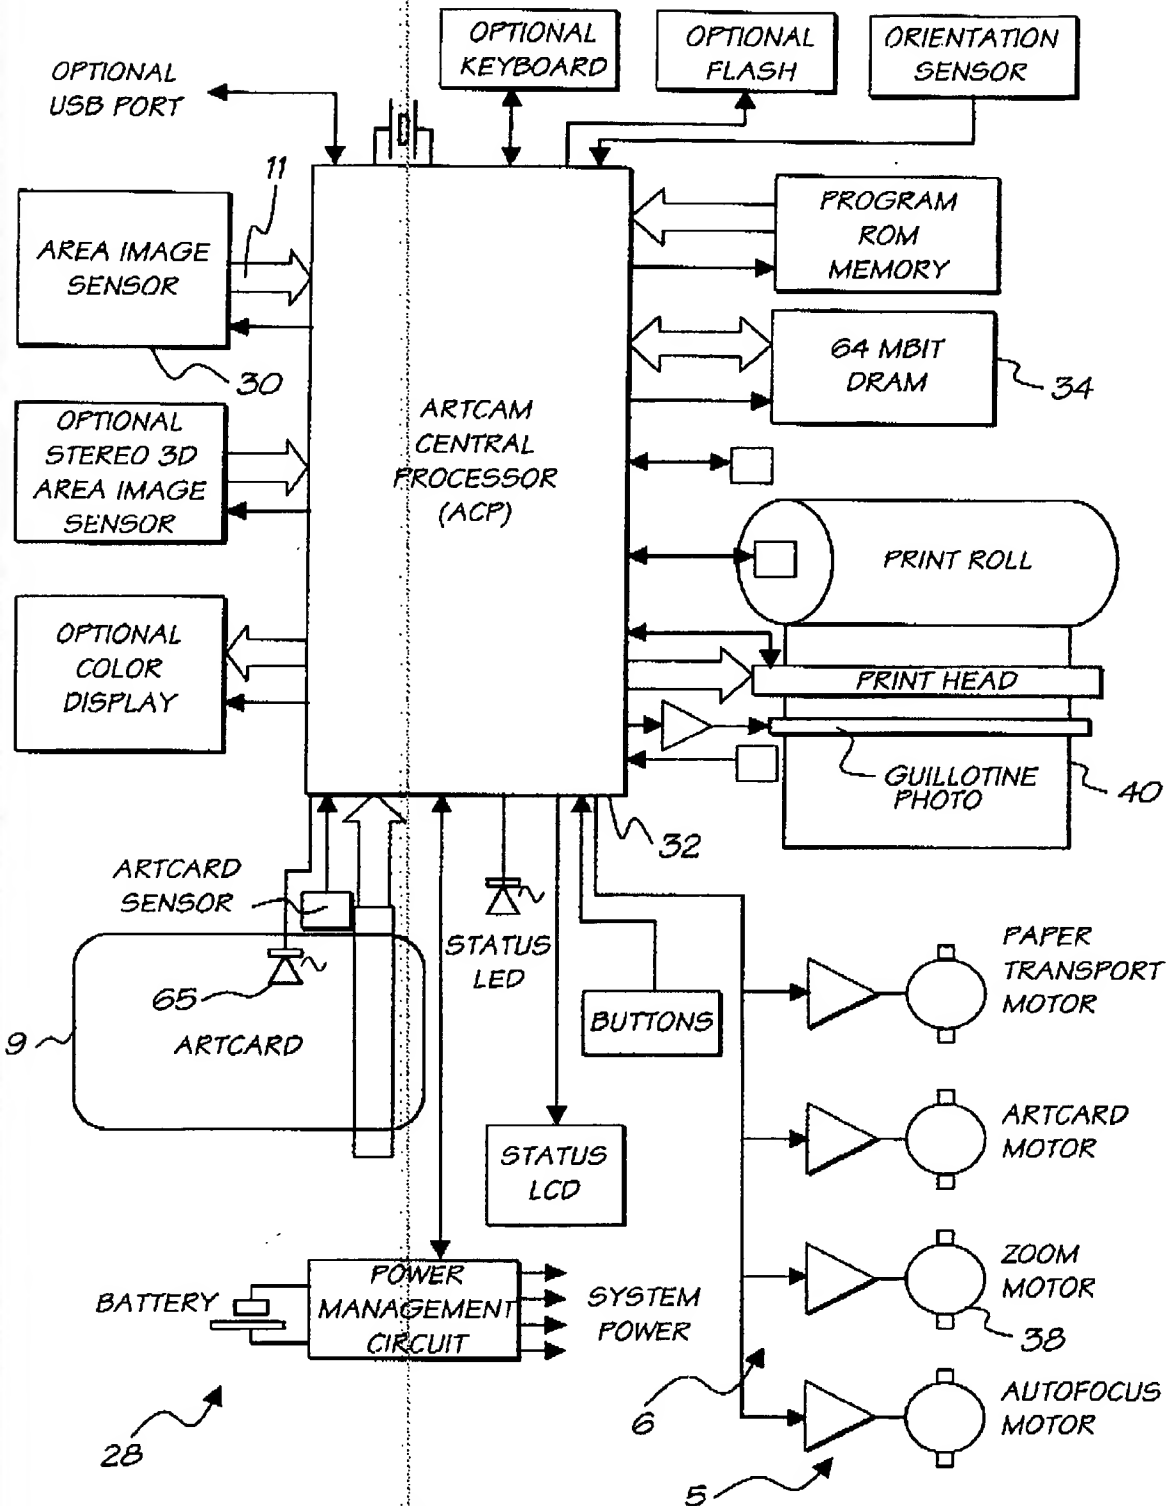 OPTIONAL
USB PORT
OPTIONAL
KEYBOARD
OPTIONAL
FLASH
ORIENTATION
SENSOR
11
AREA IMAGE
SENSOR
30
PROGRAM
ROM
MEMORY
64 MBIT
DRAM
34
OPTIONAL
STEREO 3D
AREA IMAGE
SENSOR
ARTCAM
CENTRAL
PROCESSOR
(ACP)
PRINT ROLL
OPTIONAL
COLOR
DISPLAY
PRINT HEAD
GUILLOTINE
PHOTO
40
32
ARTCARD
SENSOR
STATUS
LED
65
9
ARTCARD
BUTTONS
STATUS
LCD
PAPER
TRANSPORT
MOTOR
ARTCARD
MOTOR
ZOOM
MOTOR
38
AUTOFOCUS
MOTOR
BATTERY
POWER
MANAGEMENT
CIRCUIT
SYSTEM
POWER
28
6
5